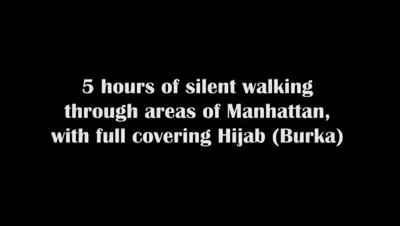 5 hours of silent walking
through areas of Manhattan,
with full covering Hijab (Burka)